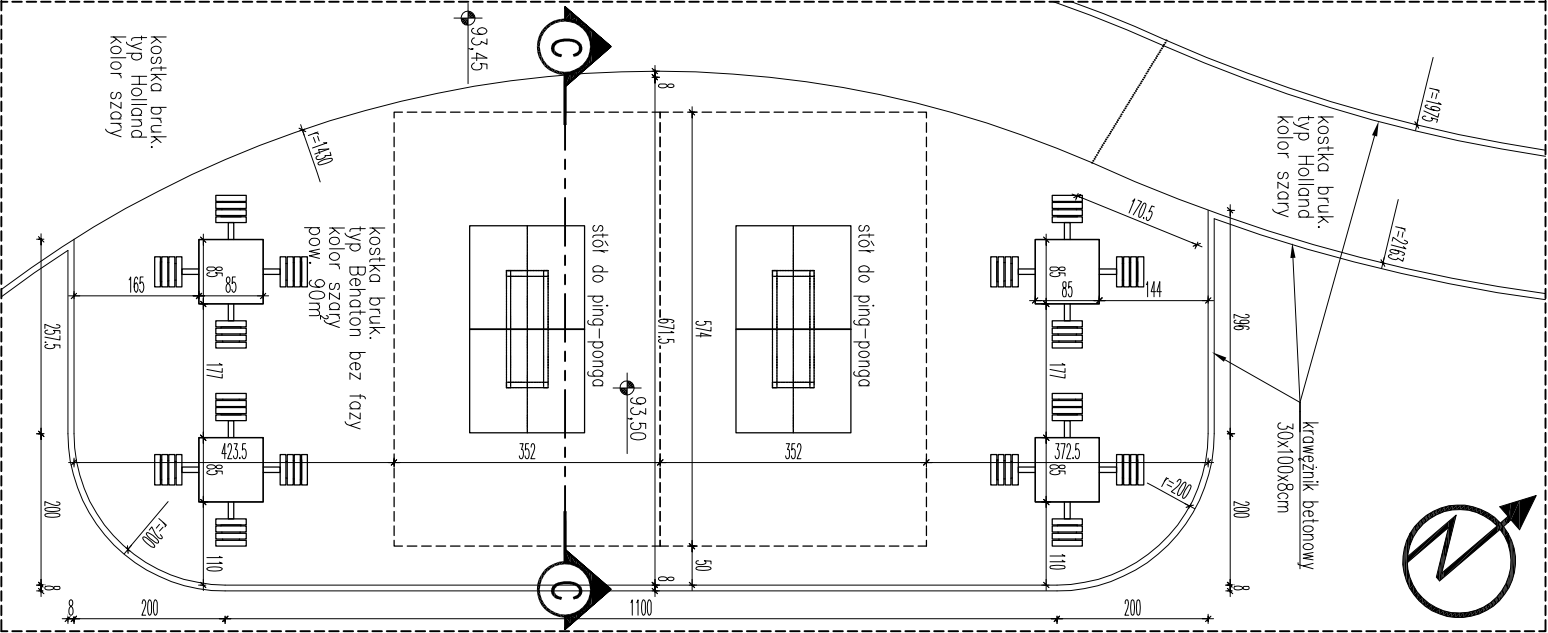 kostka bruk.
typ Holland
kolor szary
93,45
C
8
r=1430
kostka bruk.
typ Behaton bez fazy
kolor szary
pow. 90m²
stół do ping-ponga
stół do ping-ponga
671.5
574
93,50
352
352
kostka bruk.
typ Holland
kolor szary
r=1975
r=2163
170.5
85
85
165
177
423.5
85
110
257.5
200
8
r=200
85
85
144
177
372.5
85
110
r=200
296
200
8
krawężnik betonowy
30x100x8cm
50
8
C
8
200
1100
200
N